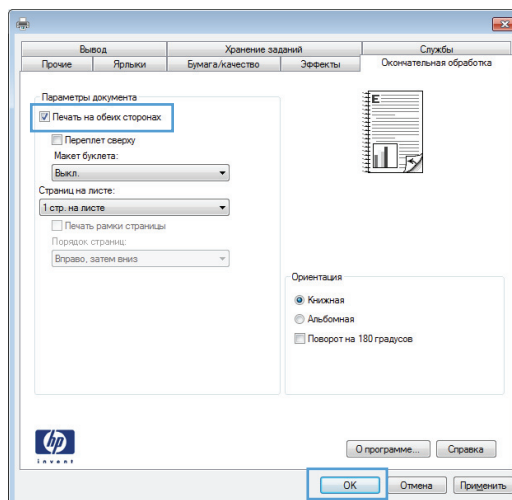 Вывод
Хранение заданий
Службы
Прочие
Ярлыки
Бумага/качество
Эффекты
Окончательная обработка
Параметры документа
Печать на обеих сторонах
Переплет сверху
Макет буклета:
Выкл.
Страниц на листе:
1 стр. на листе
Печать рамки страницы
Порядок страниц:
Вправо, затем вниз
E
Ориентация
Книжная
Альбомная
Поворот на 180 градусов
hp
invent
О программе...
Справка
OK
Отмена
Применить